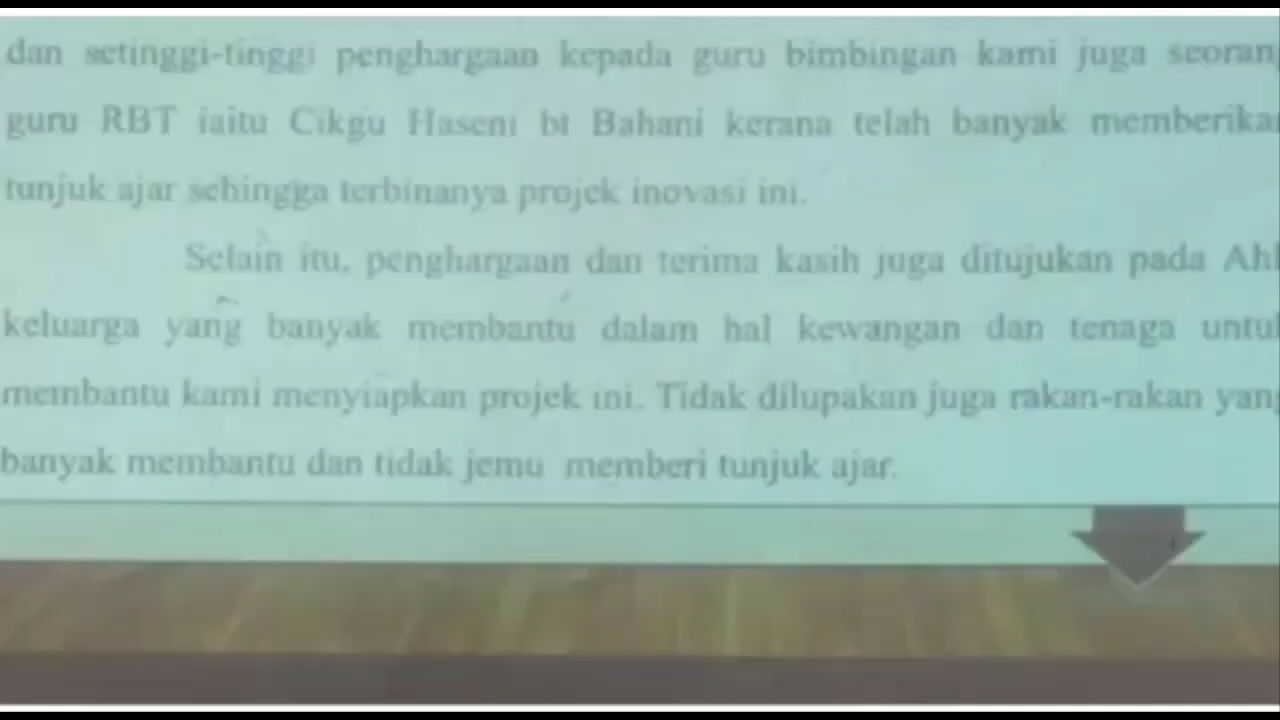 dan setinggi-tinggi penghargaan kepada guru bimbingan kami juga seorang
guru RBT iaitu Cikgu Haseni bt Bahani kerana telah banyak memberika
tunjuk ajar sehingga terbinanya projek inovasi ini.
Selain itu, penghargaan dan terima kasih juga ditujukan pada Ahl
keluarga yang banyak membantu dalam hal kewangan dan tenaga untu
membantu kami menyiapkan projek ini. Tidak dilupakan juga rakan-rakan yang
banyak membantu dan tidak jemu memberi tunjuk ajar.